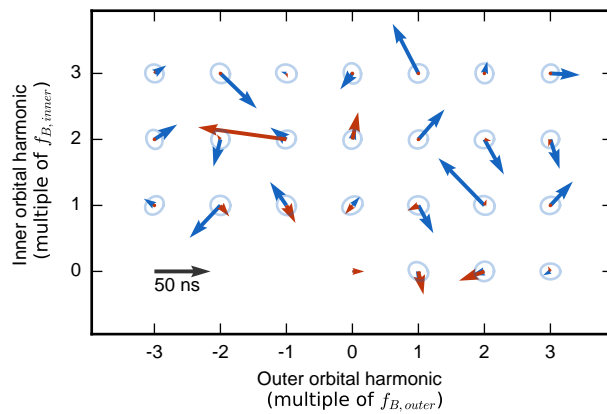 3
2
1
0
Inner orbital harmonic
(multiple of f_{B,inner})
50 ns
-3 -2 -1 0 1 2 3
Outer orbital harmonic
(multiple of f_{B,outer})